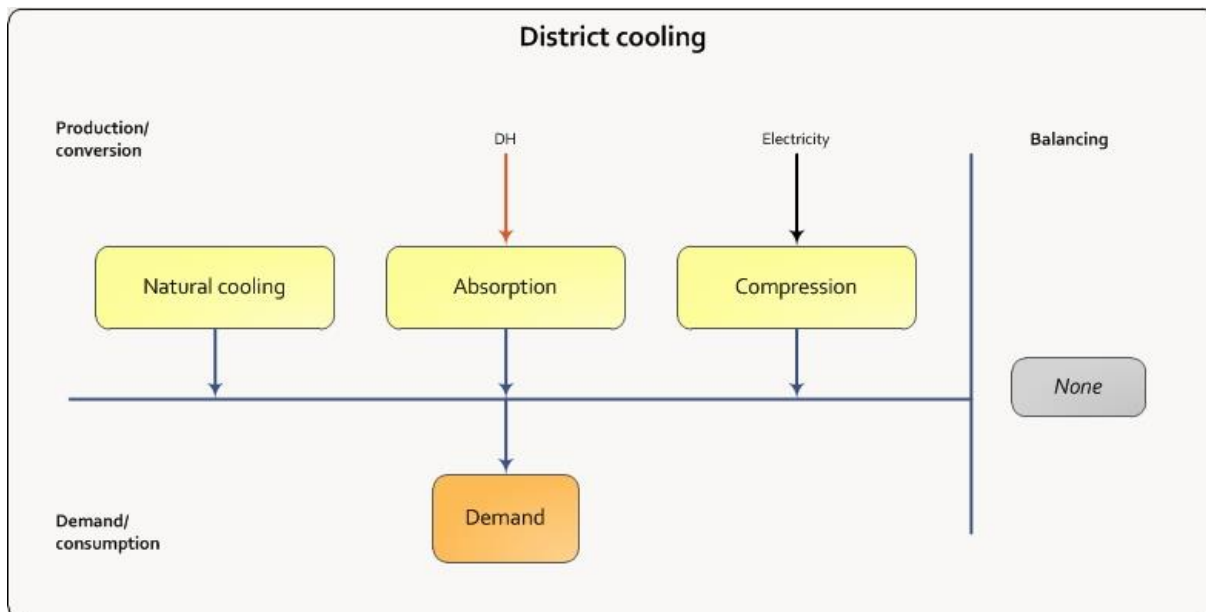 District cooling
Production/
conversion
DH
Electricity
Balancing
Natural cooling
Absorption
Compression
None
Demand
Demand/
consumption